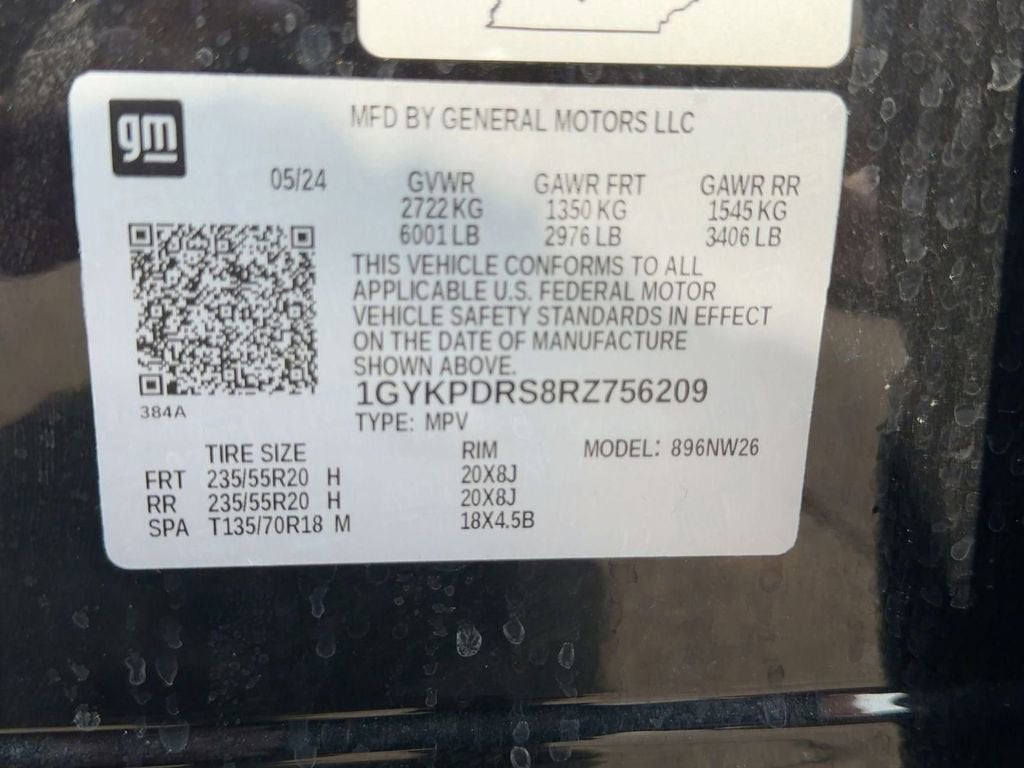 gm
MFD BY GENERAL MOTORS LLC
05/24 GVWR GAWR FRT GAWR RR
2722 KG 1350 KG 1545 KG
6001 LB 2976 LB 3406 LB
THIS VEHICLE CONFORMS TO ALL
APPLICABLE U.S. FEDERAL MOTOR
VEHICLE SAFETY STANDARDS IN EFFECT
ON THE DATE OF MANUFACTURE
SHOWN ABOVE.
1GYKPDRS8RZ756209
384A
TYPE: MPV
TIRE SIZE RIM MODEL: 896NW26
FRT 235/55R20 H 20X8J
RR 235/55R20 H 20X8J
SPA T135/70R18 M 18X4.5B